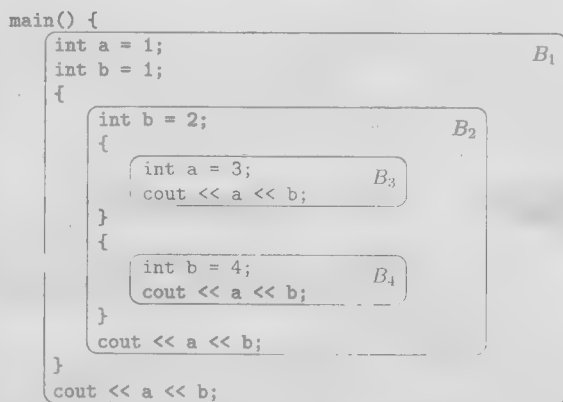 main() {
int a = 1; B₁
int b = 1;
{
int b = 2; B₂
{
int a = 3; B₃
cout << a << b;
}
{
int b = 4; B₄
cout << a << b;
}
cout << a << b;
}
cout << a << b;